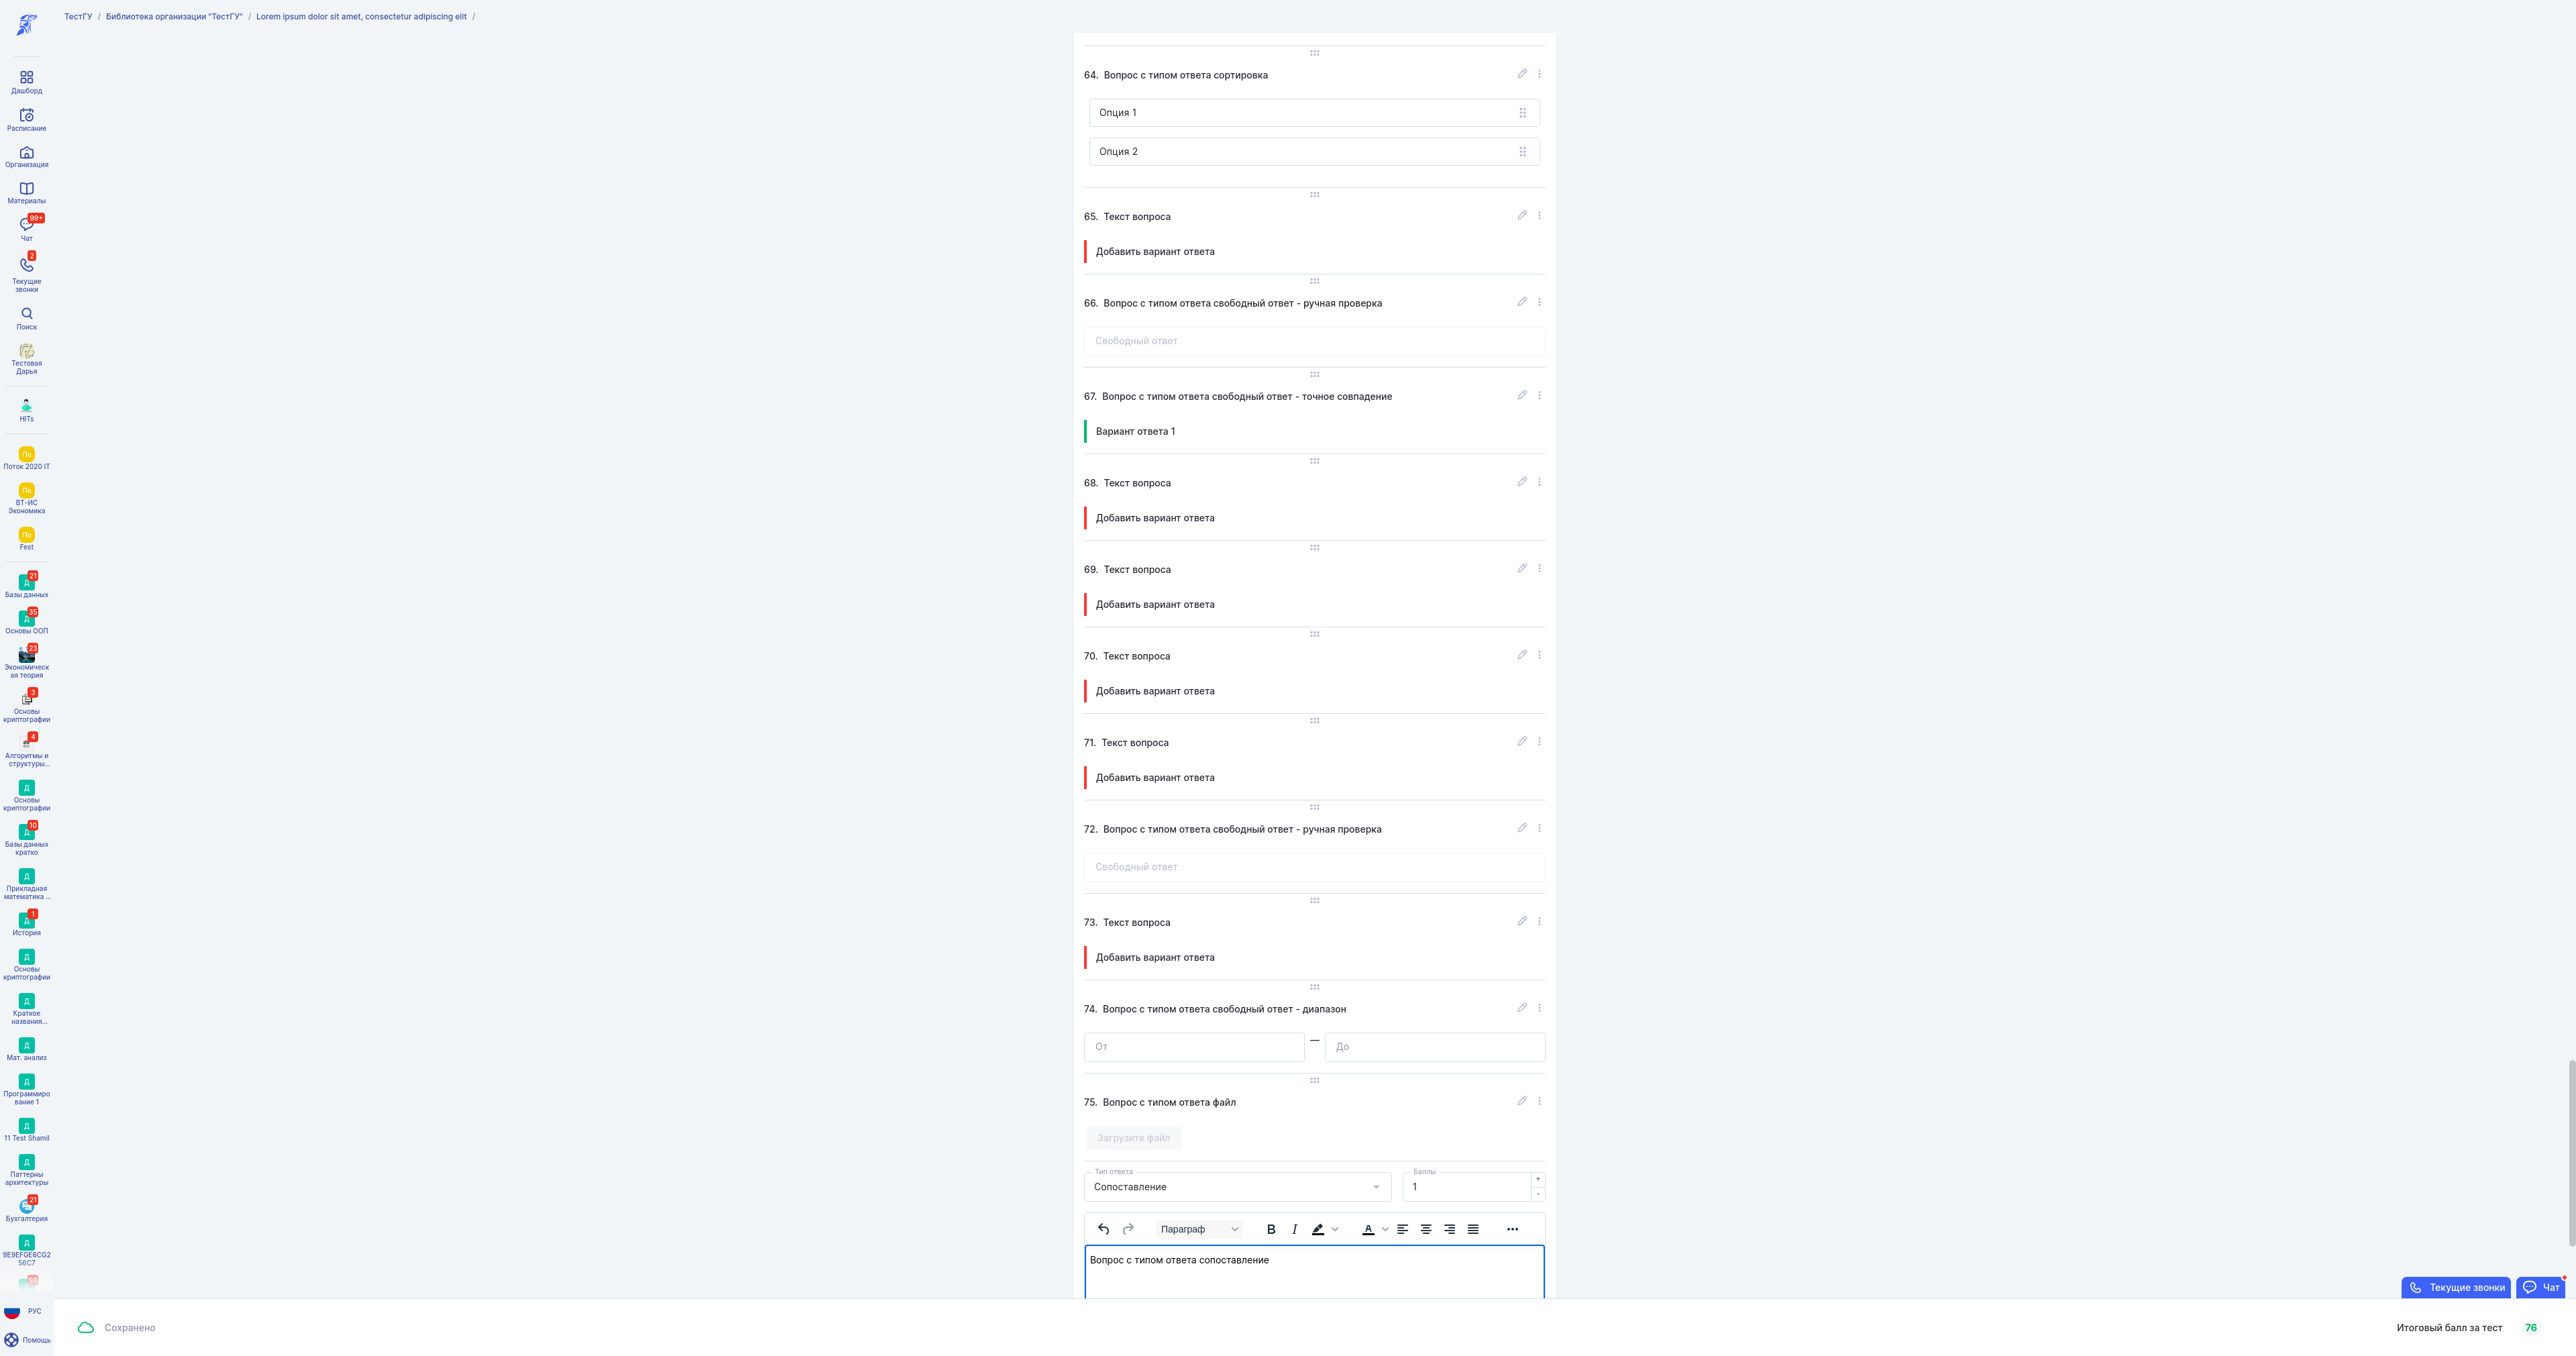 ТестГУ / Библиотека организации "ТестГУ" / Lorem ipsum dolor sit amet, consectetur adipiscing elit /
Дашборд
Расписание
Организация
Материалы
99+
Чат
2
Текущие
звонки
Поиск
Тестовая
Дарья
HITs
По
Поток 2020 IT
По
ВТ-ИС
Экономика
По
Fest
Д 21
Базы данных
Д 35
Основы ООП
23
Экономическ
ая теория
3
Основы
криптографии
4
Алгоритмы и
структуры...
Д
Основы
криптографии
Д 10
Базы данных
кратко
Д
Прикладная
математика ...
Д 1
История
Д
Основы
криптографии
Д
Краткое
названия...
Д
Мат. анализ
Д
Программиро
вание 1
Д
11 Test Shamil
Д
Паттерны
архитектуры
21
Бухгалтерия
Д
9E9EFGE6CG2
56C7
98
РУС
Помощь
64. Вопрос с типом ответа сортировка
Опция 1
Опция 2
65. Текст вопроса
Добавить вариант ответа
66. Вопрос с типом ответа свободный ответ - ручная проверка
Свободный ответ
67. Вопрос с типом ответа свободный ответ - точное совпадение
Вариант ответа 1
68. Текст вопроса
Добавить вариант ответа
69. Текст вопроса
Добавить вариант ответа
70. Текст вопроса
Добавить вариант ответа
71. Текст вопроса
Добавить вариант ответа
72. Вопрос с типом ответа свободный ответ - ручная проверка
Свободный ответ
73. Текст вопроса
Добавить вариант ответа
74. Вопрос с типом ответа свободный ответ - диапазон
От — До
75. Вопрос с типом ответа файл
Загрузите файл
Тип ответа Баллы
Сопоставление 1 + -
Параграф B I A
Вопрос с типом ответа сопоставление
Текущие звонки Чат
Сохранено Итоговый балл за тест 76